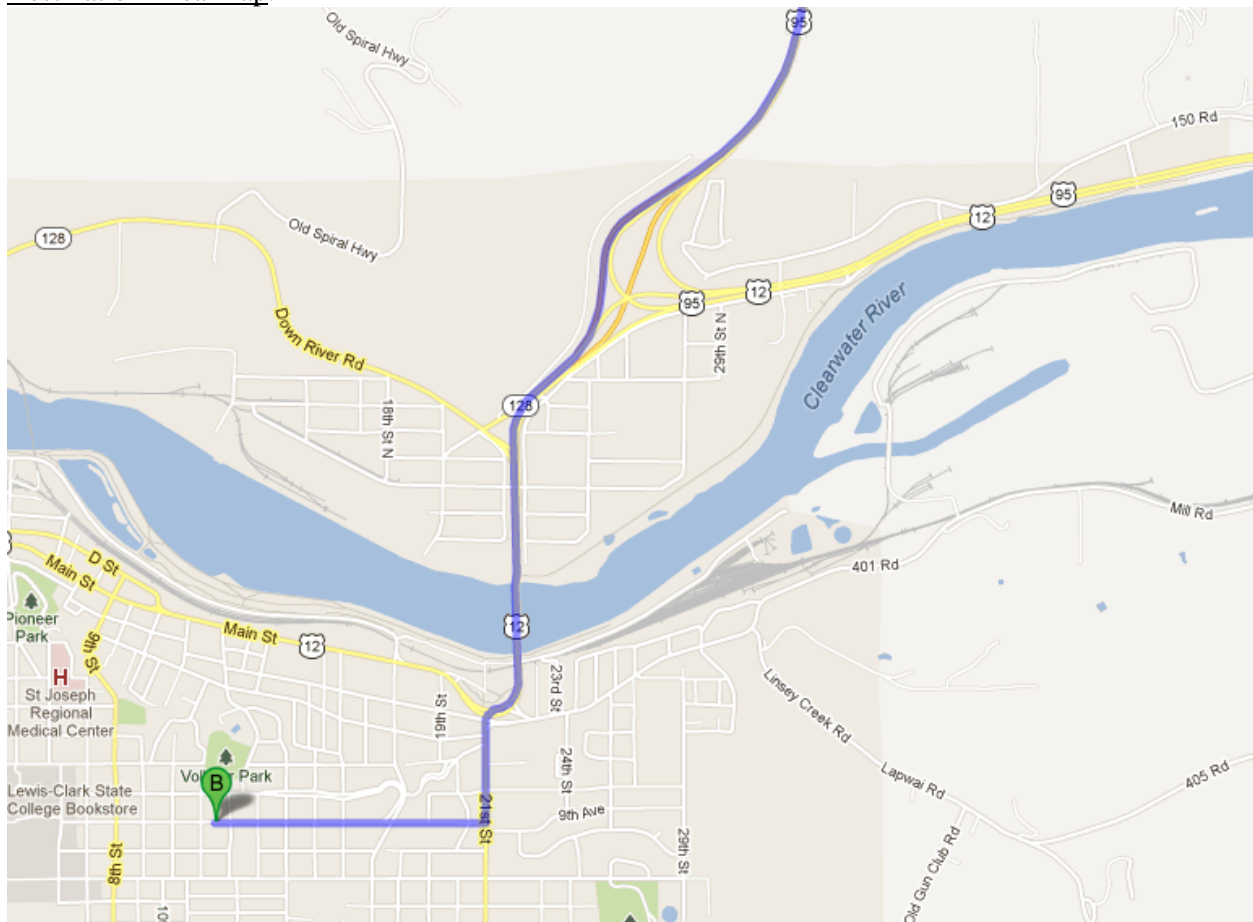 Old Spiral Hwy
95
150 Rd
95
12
Old Spiral Hwy
128
12
95
29th St N
Clearwater River
Down River Rd
128
18th St N
Mill Rd
401 Rd
D St
Main St
Pioneer
Park
9th St
Main St
12
12
H
St Joseph
Regional
Medical Center
19th St
23rd St
Linsey Creek Rd
24th St
Park
B
Lapwai Rd
405 Rd
Lewis-Clark State
College Bookstore
21st St
9th Ave
8th St
29th St
Old Gun Club Rd